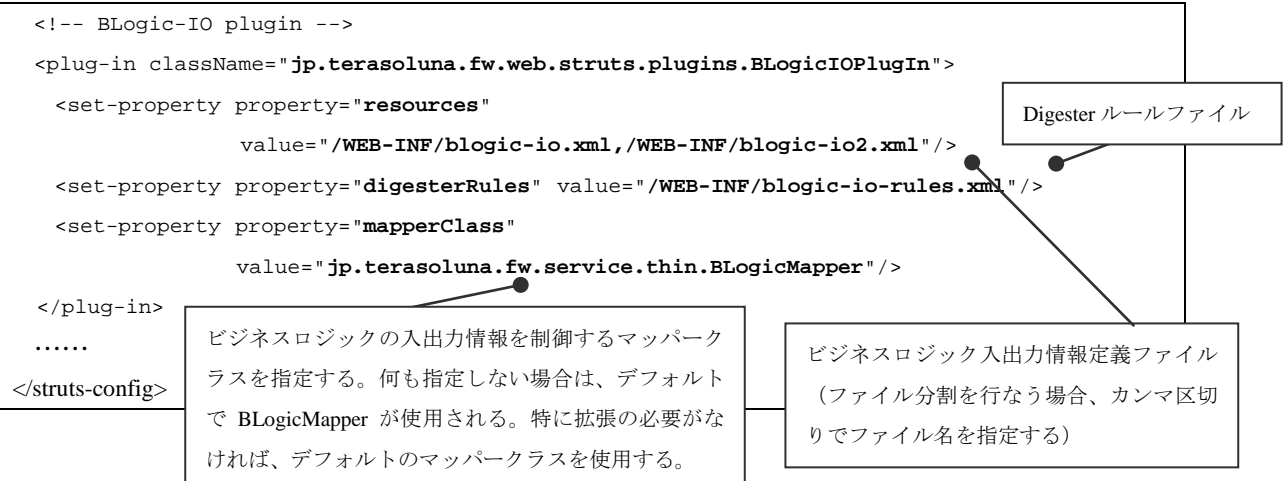 <!-- BLogic-IO plugin -->
<plug-in className="jp.terasoluna.fw.web.struts.plugins.BLogicIOPlugIn">
<set-property property="resources"
value="/WEB-INF/blogic-io.xml,/WEB-INF/blogic-io2.xml"/>
<set-property property="digesterRules" value="/WEB-INF/blogic-io-rules.xml"/>
<set-property property="mapperClass"
value="jp.terasoluna.fw.service.thin.BLogicMapper"/>
</plug-in>
……
</struts-config>
Digester ルールファイル
ビジネスロジックの入出力情報を制御するマッパーク
ラスを指定する。何も指定しない場合は、デフォルト
で BLogicMapper が使用される。特に拡張の必要がな
ければ、デフォルトのマッパークラスを使用する。
ビジネスロジック入出力情報定義ファイル
（ファイル分割を行なう場合、カンマ区切
りでファイル名を指定する）